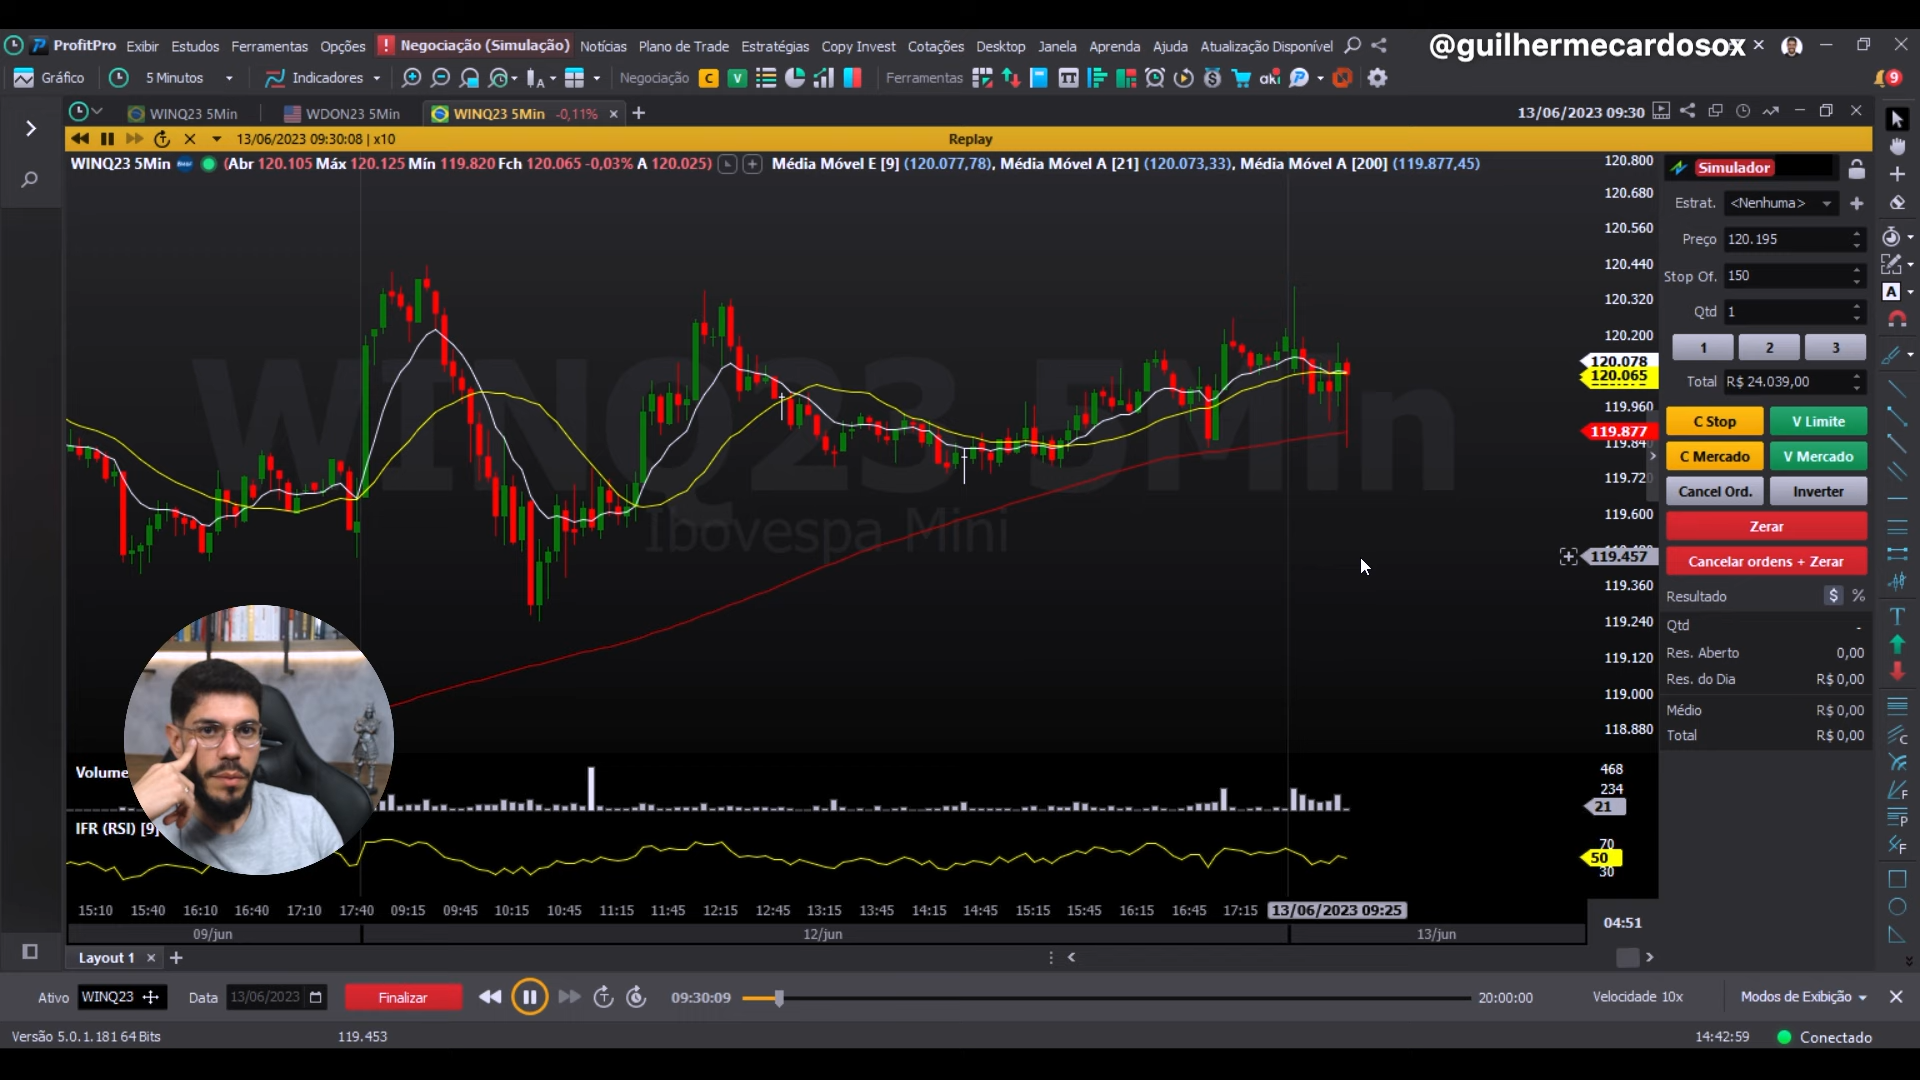 ProfitPro Exibir Estudos Ferramentas Opções ! Negociação (Simulação) Notícias Plano de Trade Estratégias Copy Invest Cotações Desktop Janela Aprenda Ajuda Atualização Disponível
@guilhermecardosox
Gráfico 5 Minutos Indicadores Negociação C V Ferramentas 9
WINQ23 5Min WDON23 5Min WINQ23 5Min -0,11% 13/06/2023 09:30
13/06/2023 09:30:08 | x10 Replay
WINQ23 5Min (Abr 120.105 Máx 120.125 Mín 119.820 Fch 120.065 -0,03% A 120.025) Média Móvel E [9] (120.077,78), Média Móvel A [21] (120.073,33), Média Móvel A [200] (119.877,45)
WINQ23 5Min
Ibovespa Mini
120.800
120.680
120.560
120.440
120.320
120.200
120.078
120.065
119.960
119.877
119.840
119.720
119.600
119.457
119.360
119.240
119.120
119.000
118.880
Simulador
Estrat. <Nenhuma>
Preço 120.195
Stop Of. 150
Qtd 1
1 2 3
Total R$ 24.039,00
C Stop V Limite
C Mercado V Mercado
Cancel Ord. Inverter
Zerar
Cancelar ordens + Zerar
Resultado $ %
Qtd -
Res. Aberto 0,00
Res. do Dia R$ 0,00
Médio R$ 0,00
Total R$ 0,00
Volume
468
234
21
IFR (RSI) [9]
70
50
30
15:10 15:40 16:10 16:40 17:10 17:40 09:15 09:45 10:15 10:45 11:15 11:45 12:15 12:45 13:15 13:45 14:15 14:45 15:15 15:45 16:15 16:45 17:15 13/06/2023 09:25
04:51
09/jun 12/jun 13/jun
Layout 1
Ativo WINQ23 Data 13/06/2023 Finalizar 09:30:09 20:00:00 Velocidade 10x Modos de Exibição
Versão 5.0.1.181 64 Bits 119.453 14:42:59 Conectado